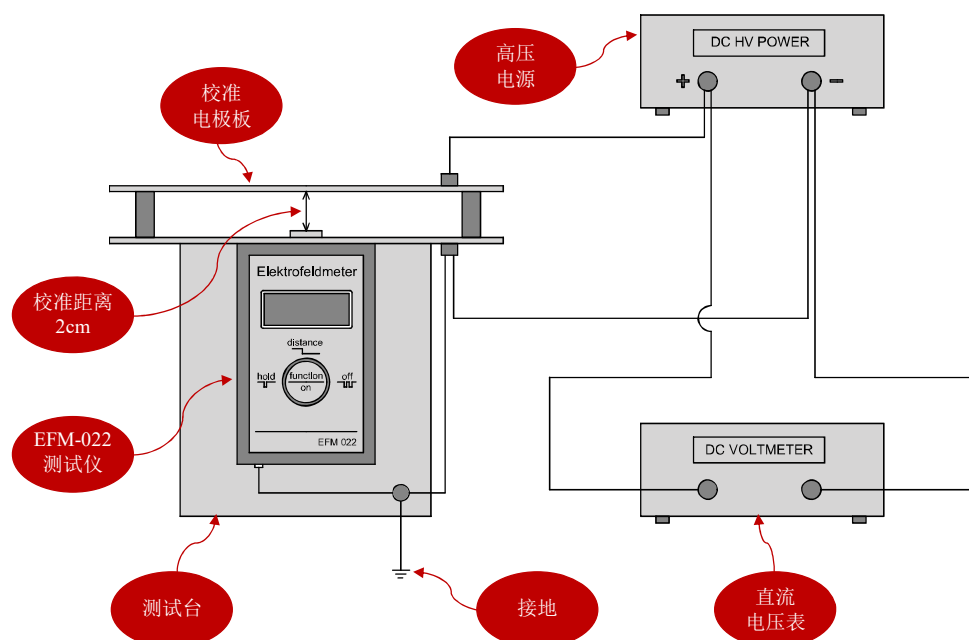 高压
电源
DC HV POWER
+
-
校准
电极板
校准距离
2cm
Elektrofeldmeter
distance
hold
function
on
off
EFM 022
EFM-022
测试仪
DC VOLTMETER
测试台
接地
直流
电压表